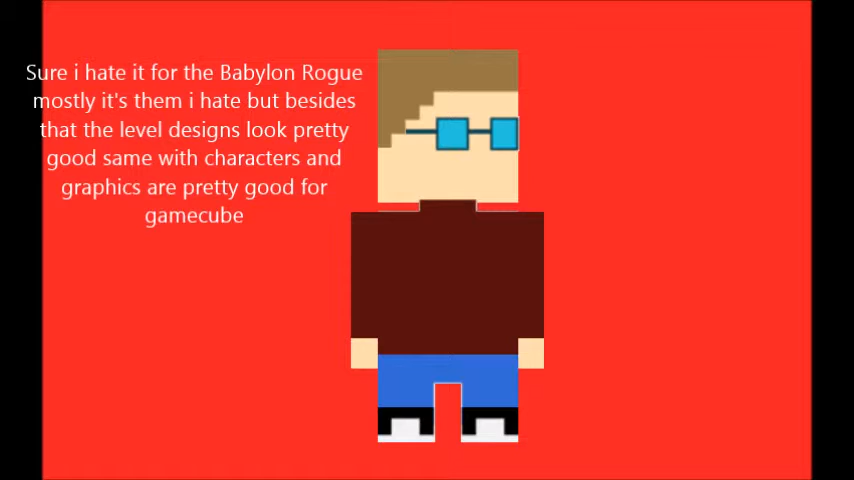 Sure i hate it for the Babylon Rogue
mostly it's them i hate but besides
that the level designs look pretty
good same with characters and
graphics are pretty good for
gamecube